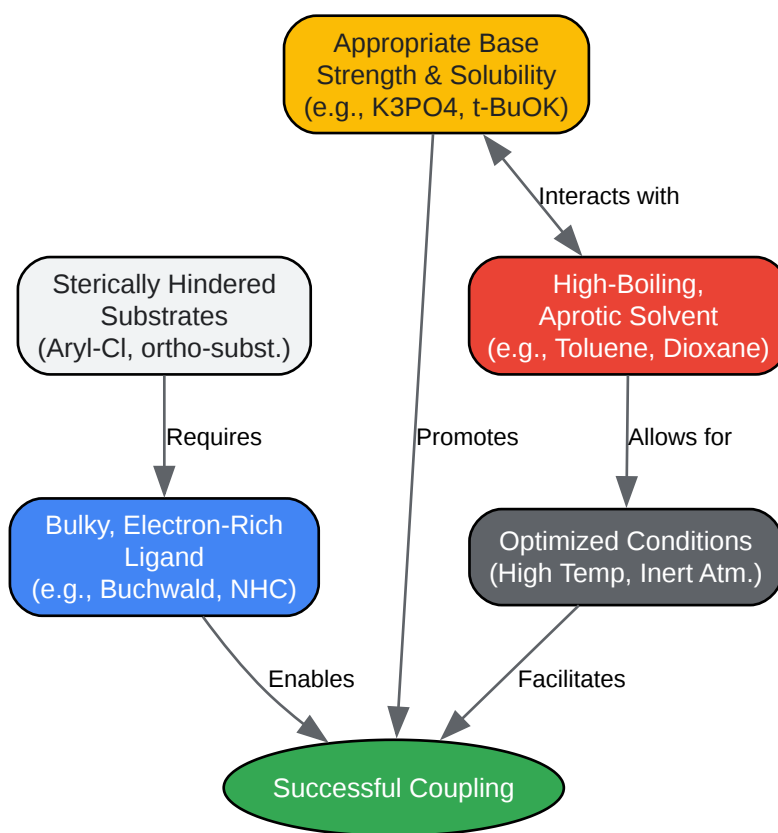 Appropriate Base
Strength & Solubility
(e.g., K3PO4, t-BuOK)
Interacts with
Sterically Hindered
Substrates
(Aryl-Cl, ortho-subst.)
High-Boiling,
Aprotic Solvent
(e.g., Toluene, Dioxane)
Requires
Promotes
Allows for
Bulky, Electron-Rich
Ligand
(e.g., Buchwald, NHC)
Optimized Conditions
(High Temp, Inert Atm.)
Enables
Facilitates
Successful Coupling